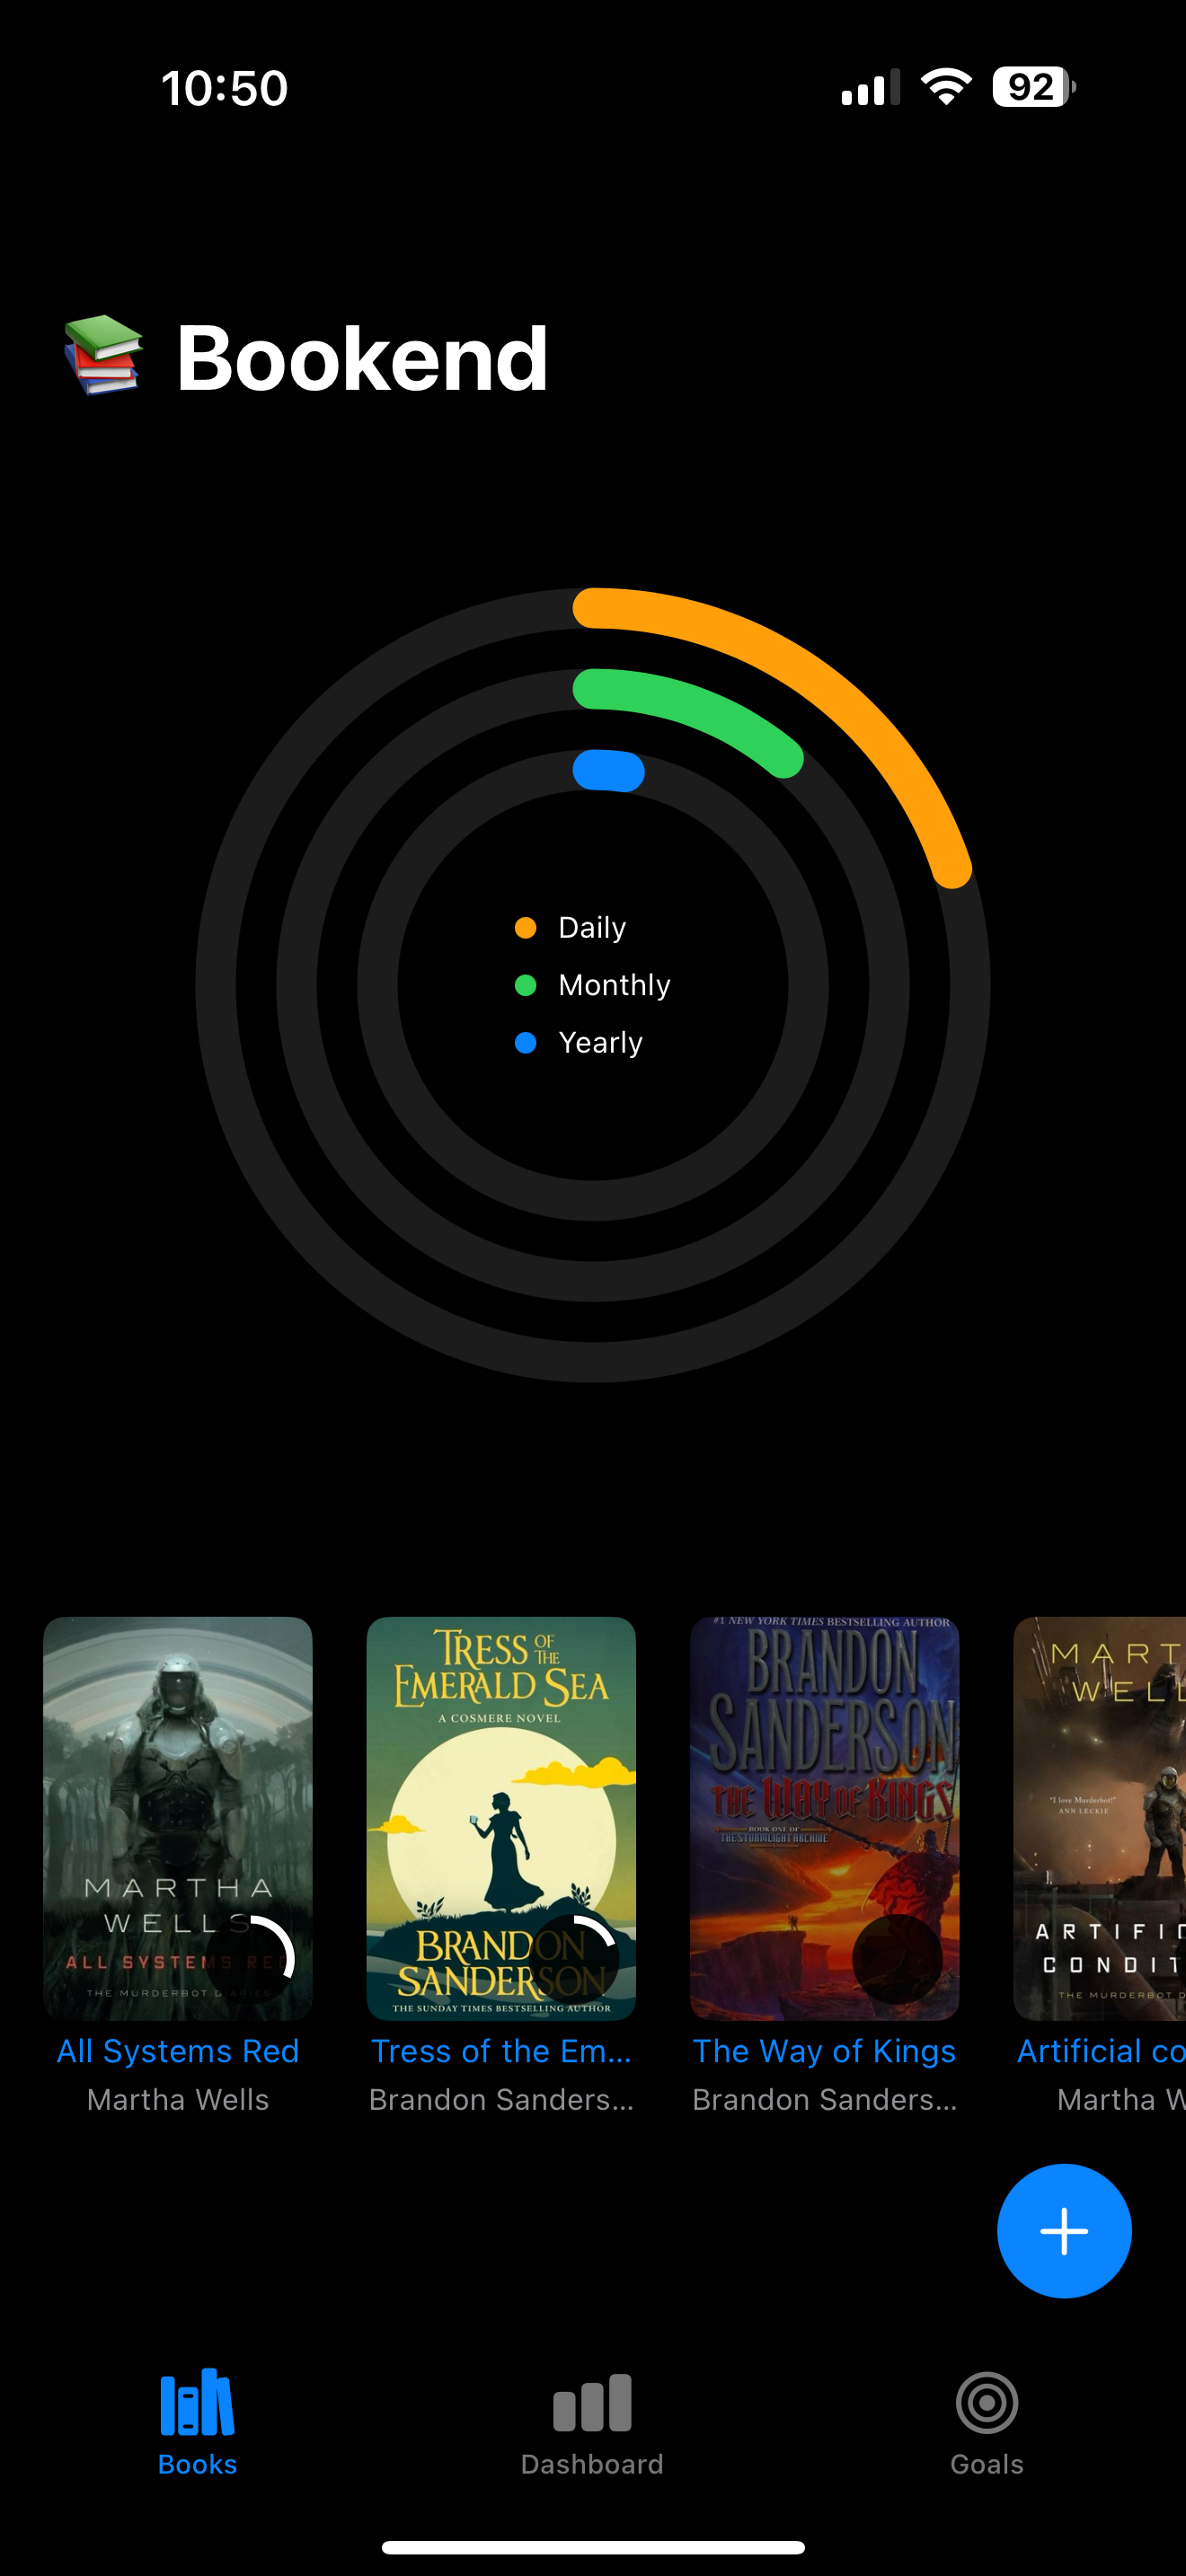 10:50
92
📚 Bookend
Daily
Monthly
Yearly
MARTHA
WELLS
ALL SYSTEMS RED
THE MURDERBOT DIARIES
All Systems Red
Martha Wells
TRESS OF
THE
EMERALD SEA
A COSMERE NOVEL
BRANDON
SANDERSON
THE SUNDAY TIMES BESTSELLING AUTHOR
Tress of the Em...
Brandon Sanders...
#1 NEW YORK TIMES BESTSELLING AUTHOR
BRANDON
SANDERSON
THE WAY OF KINGS
BOOK ONE OF
THE STORMLIGHT ARCHIVE
The Way of Kings
Brandon Sanders...
MART
WELL
"I love Murderbot!"
ANN LECKIE
ARTIFIC
CONDIT
THE MURDERBOT D
Artificial co
Martha W
Books
Dashboard
Goals